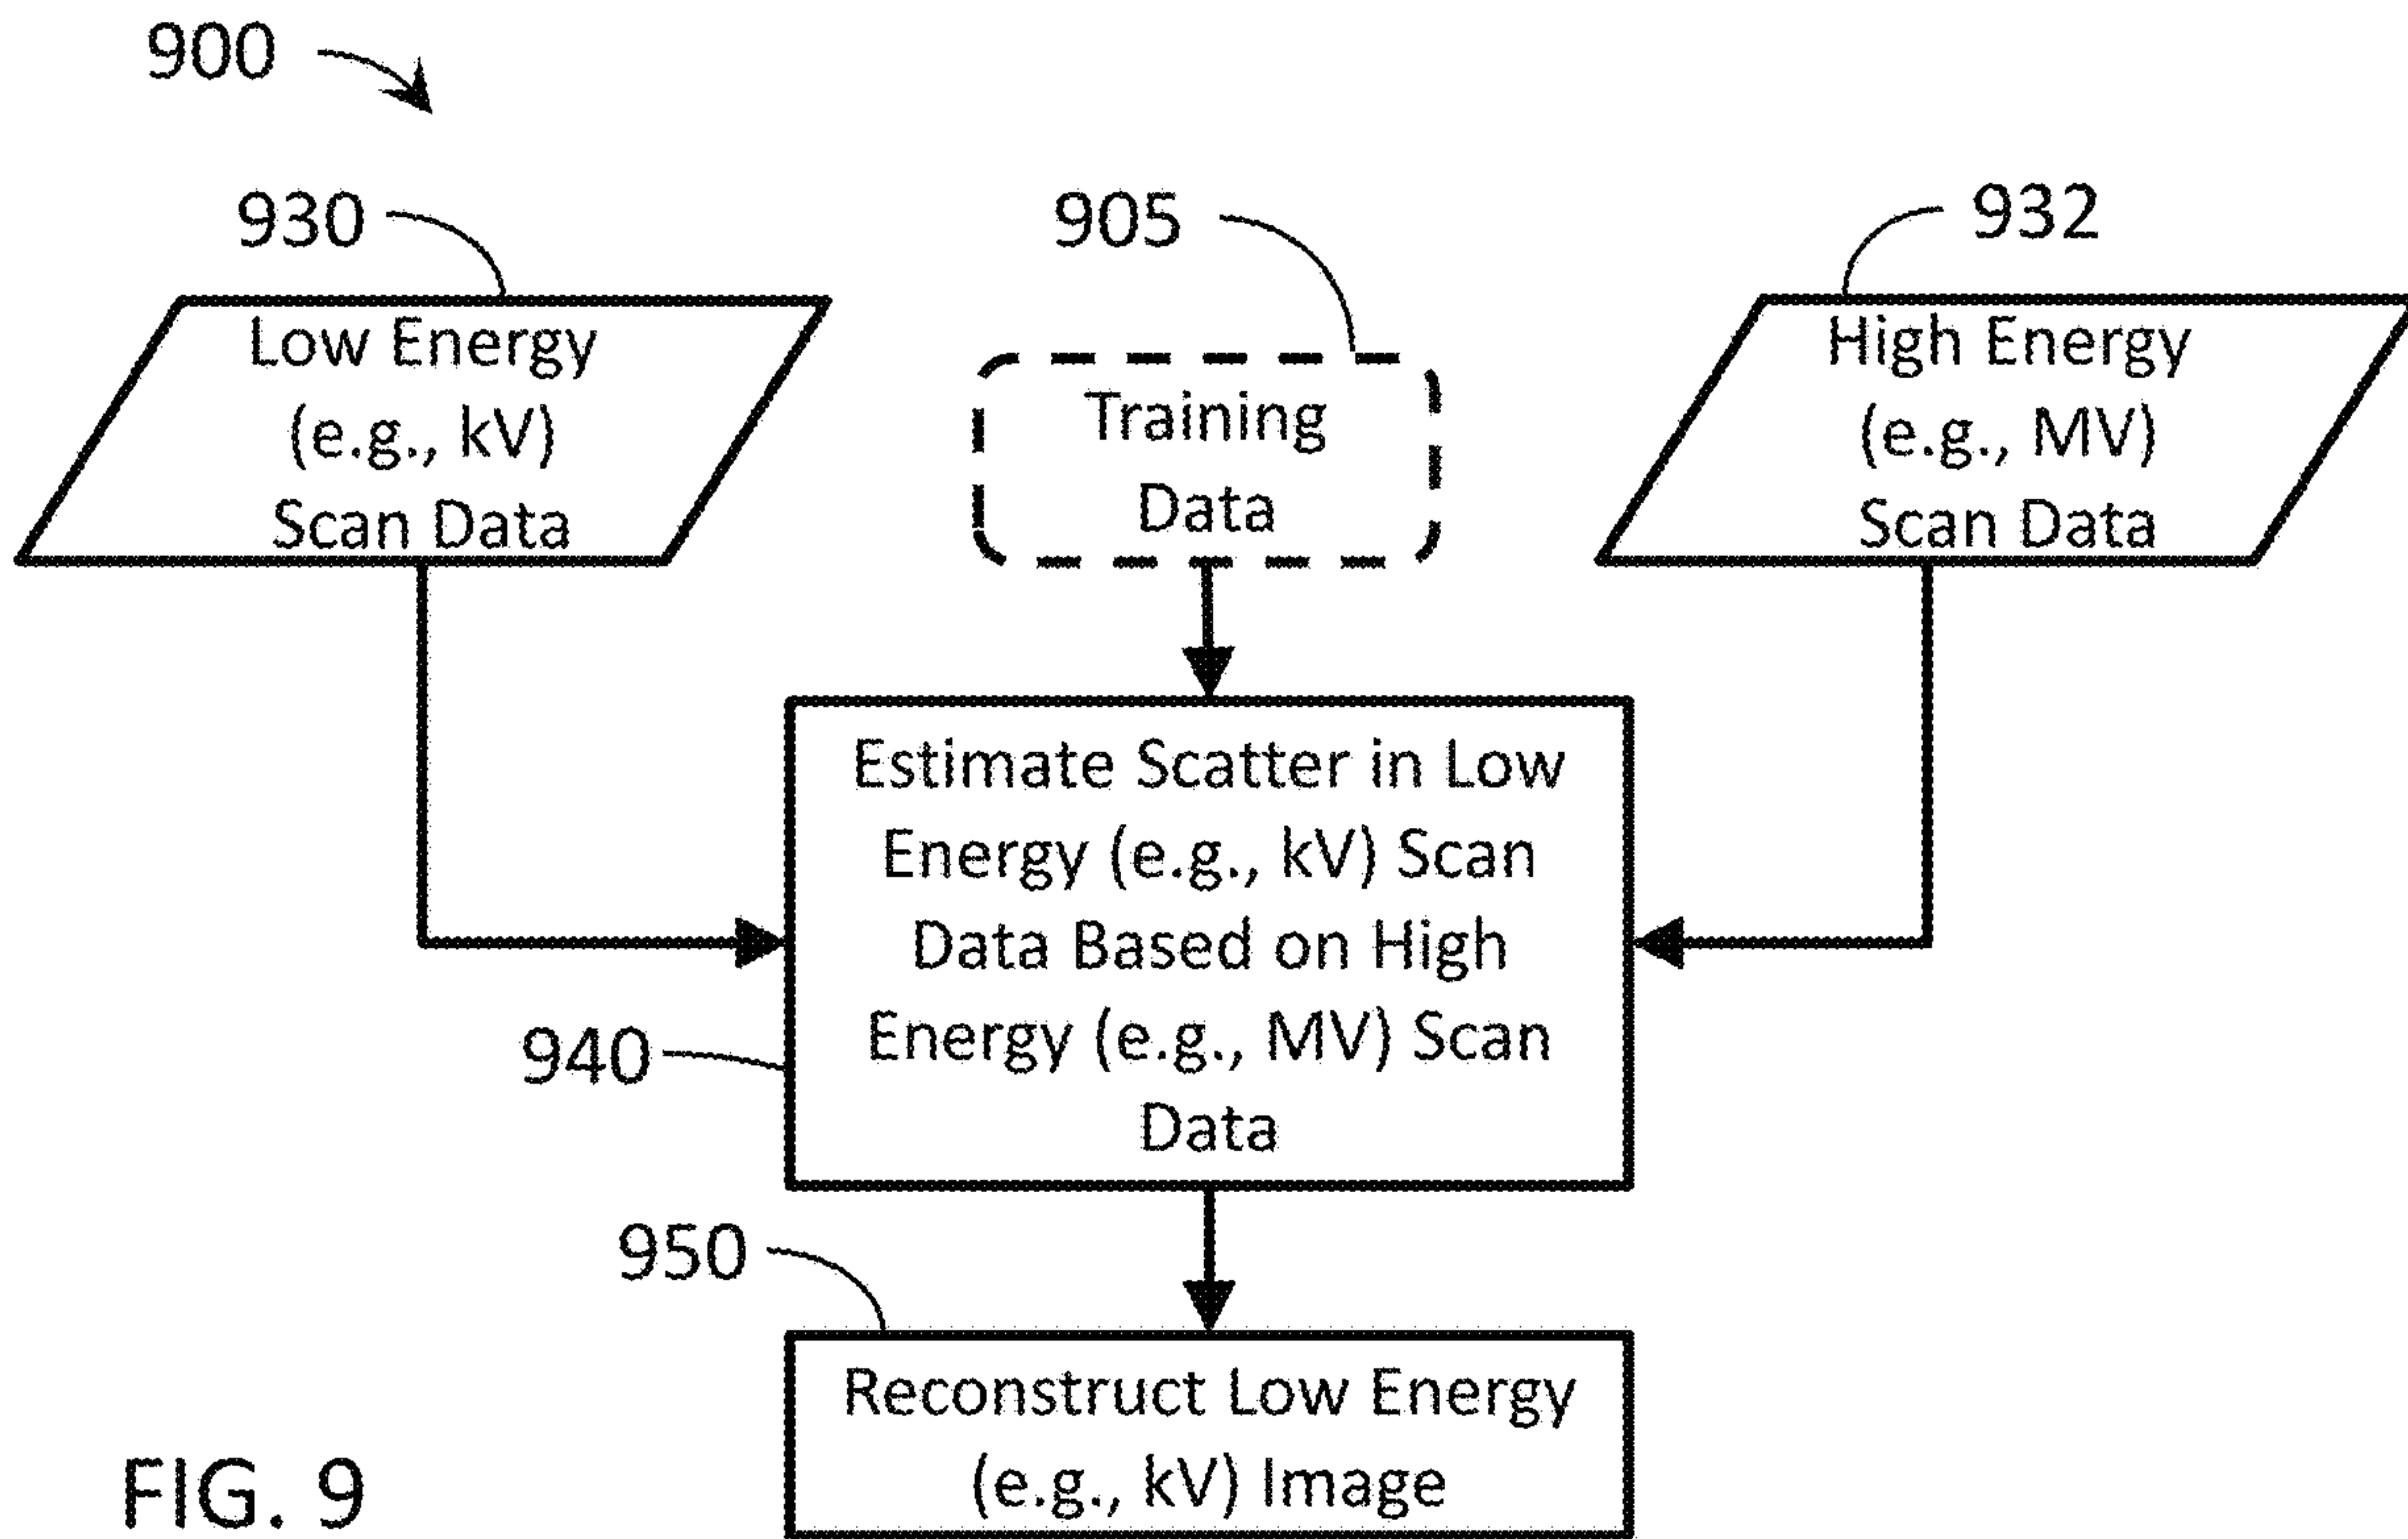 900
930
905
932
Low Energy
(e.g., kV)
Scan Data
Training
Data
High Energy
(e.g., MV)
Scan Data
Estimate Scatter in Low
Energy (e.g., kV) Scan
Data Based on High
Energy (e.g., MV) Scan
Data
940
950
Reconstruct Low Energy
(e.g., kV) Image
FIG. 9